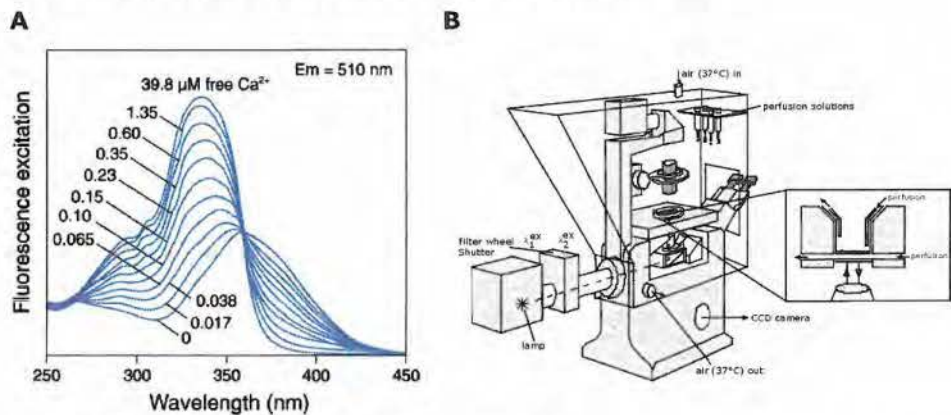 A
Fluorescence excitation
Em = 510 nm
39.8 µM free Ca²⁺
1.35
0.60
0.35
0.23
0.15
0.10
0.065
0.038
0.017
0
250
300
350
400
450
Wavelength (nm)
B
air (37°C) in
perfusion solutions
filter wheel
Shutter
λ₁ᵉˣ
λ₂ᵉˣ
lamp
perfusion
perfusion
CCD camera
air (37°C) out